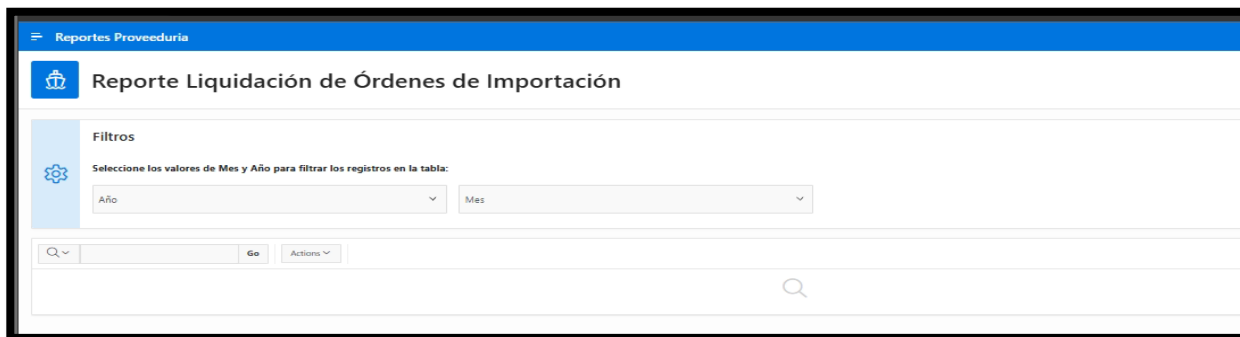 Reportes Proveeduria
Reporte Liquidación de Órdenes de Importación
Filtros
Seleccione los valores de Mes y Año para filtrar los registros en la tabla:
Año Mes
Go Actions